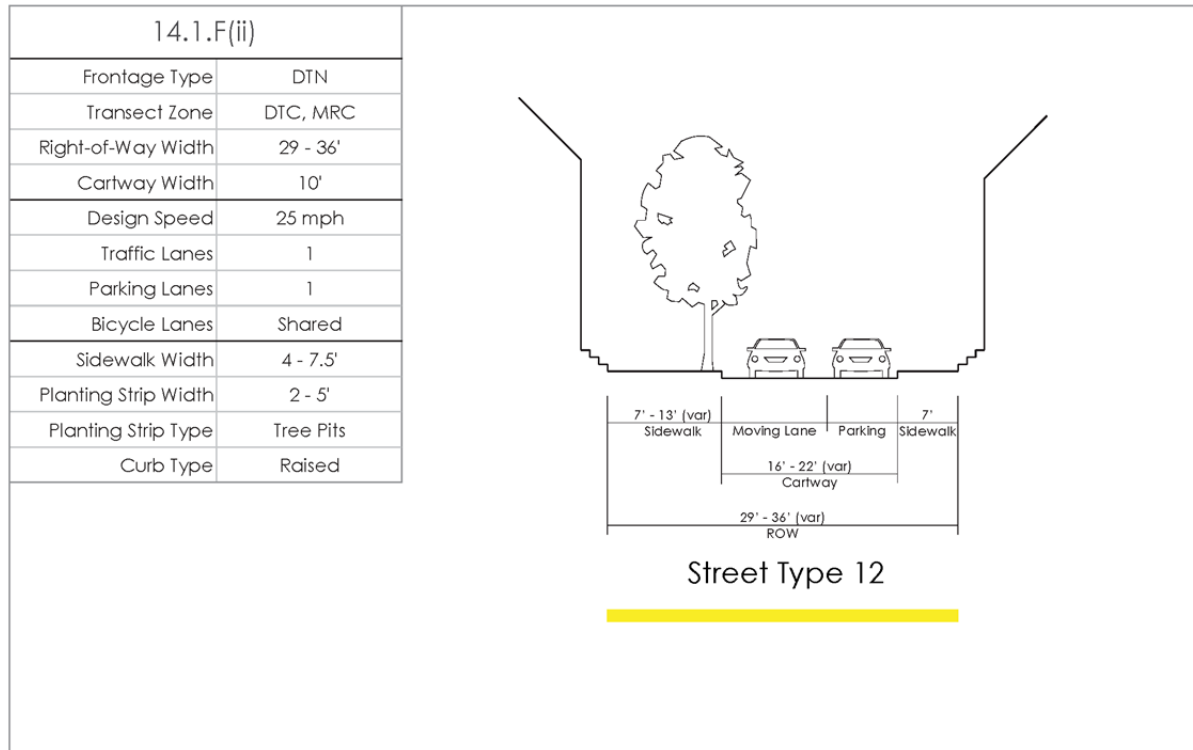 14.1.F(ii)
Frontage Type DTN
Transect Zone DTC, MRC
Right-of-Way Width 29 - 36'
Cartway Width 10'
Design Speed 25 mph
Traffic Lanes 1
Parking Lanes 1
Bicycle Lanes Shared
Sidewalk Width 4 - 7.5'
Planting Strip Width 2 - 5'
Planting Strip Type Tree Pits
Curb Type Raised
7' - 13' (var) 7'
Sidewalk Moving Lane Parking Sidewalk
16' - 22' (var)
Cartway
29' - 36' (var)
ROW
Street Type 12